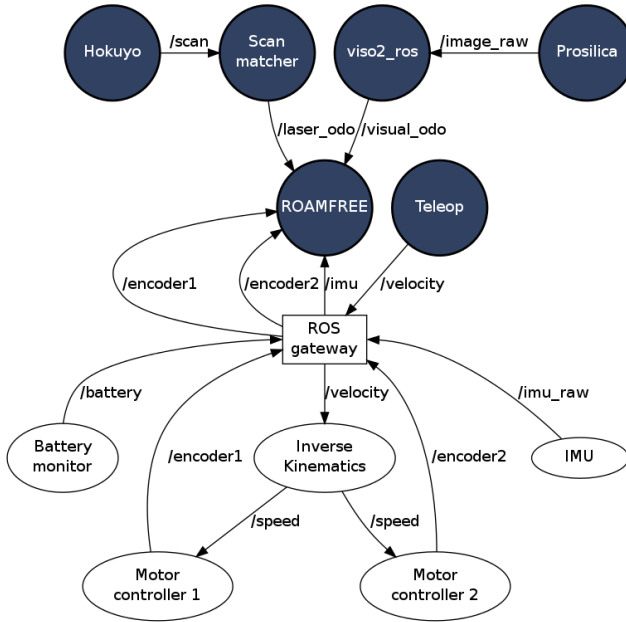 /scan
/image_raw
Hokuyo
Scan
matcher
viso2_ros
Prosilica
/laser_odo
/visual_odo
ROAMFREE
Teleop
/encoder1
/encoder2
/imu
/velocity
ROS
gateway
/battery
/velocity
/imu_raw
Battery
monitor
/encoder1
Inverse
Kinematics
/encoder2
IMU
/speed
/speed
Motor
controller 1
Motor
controller 2